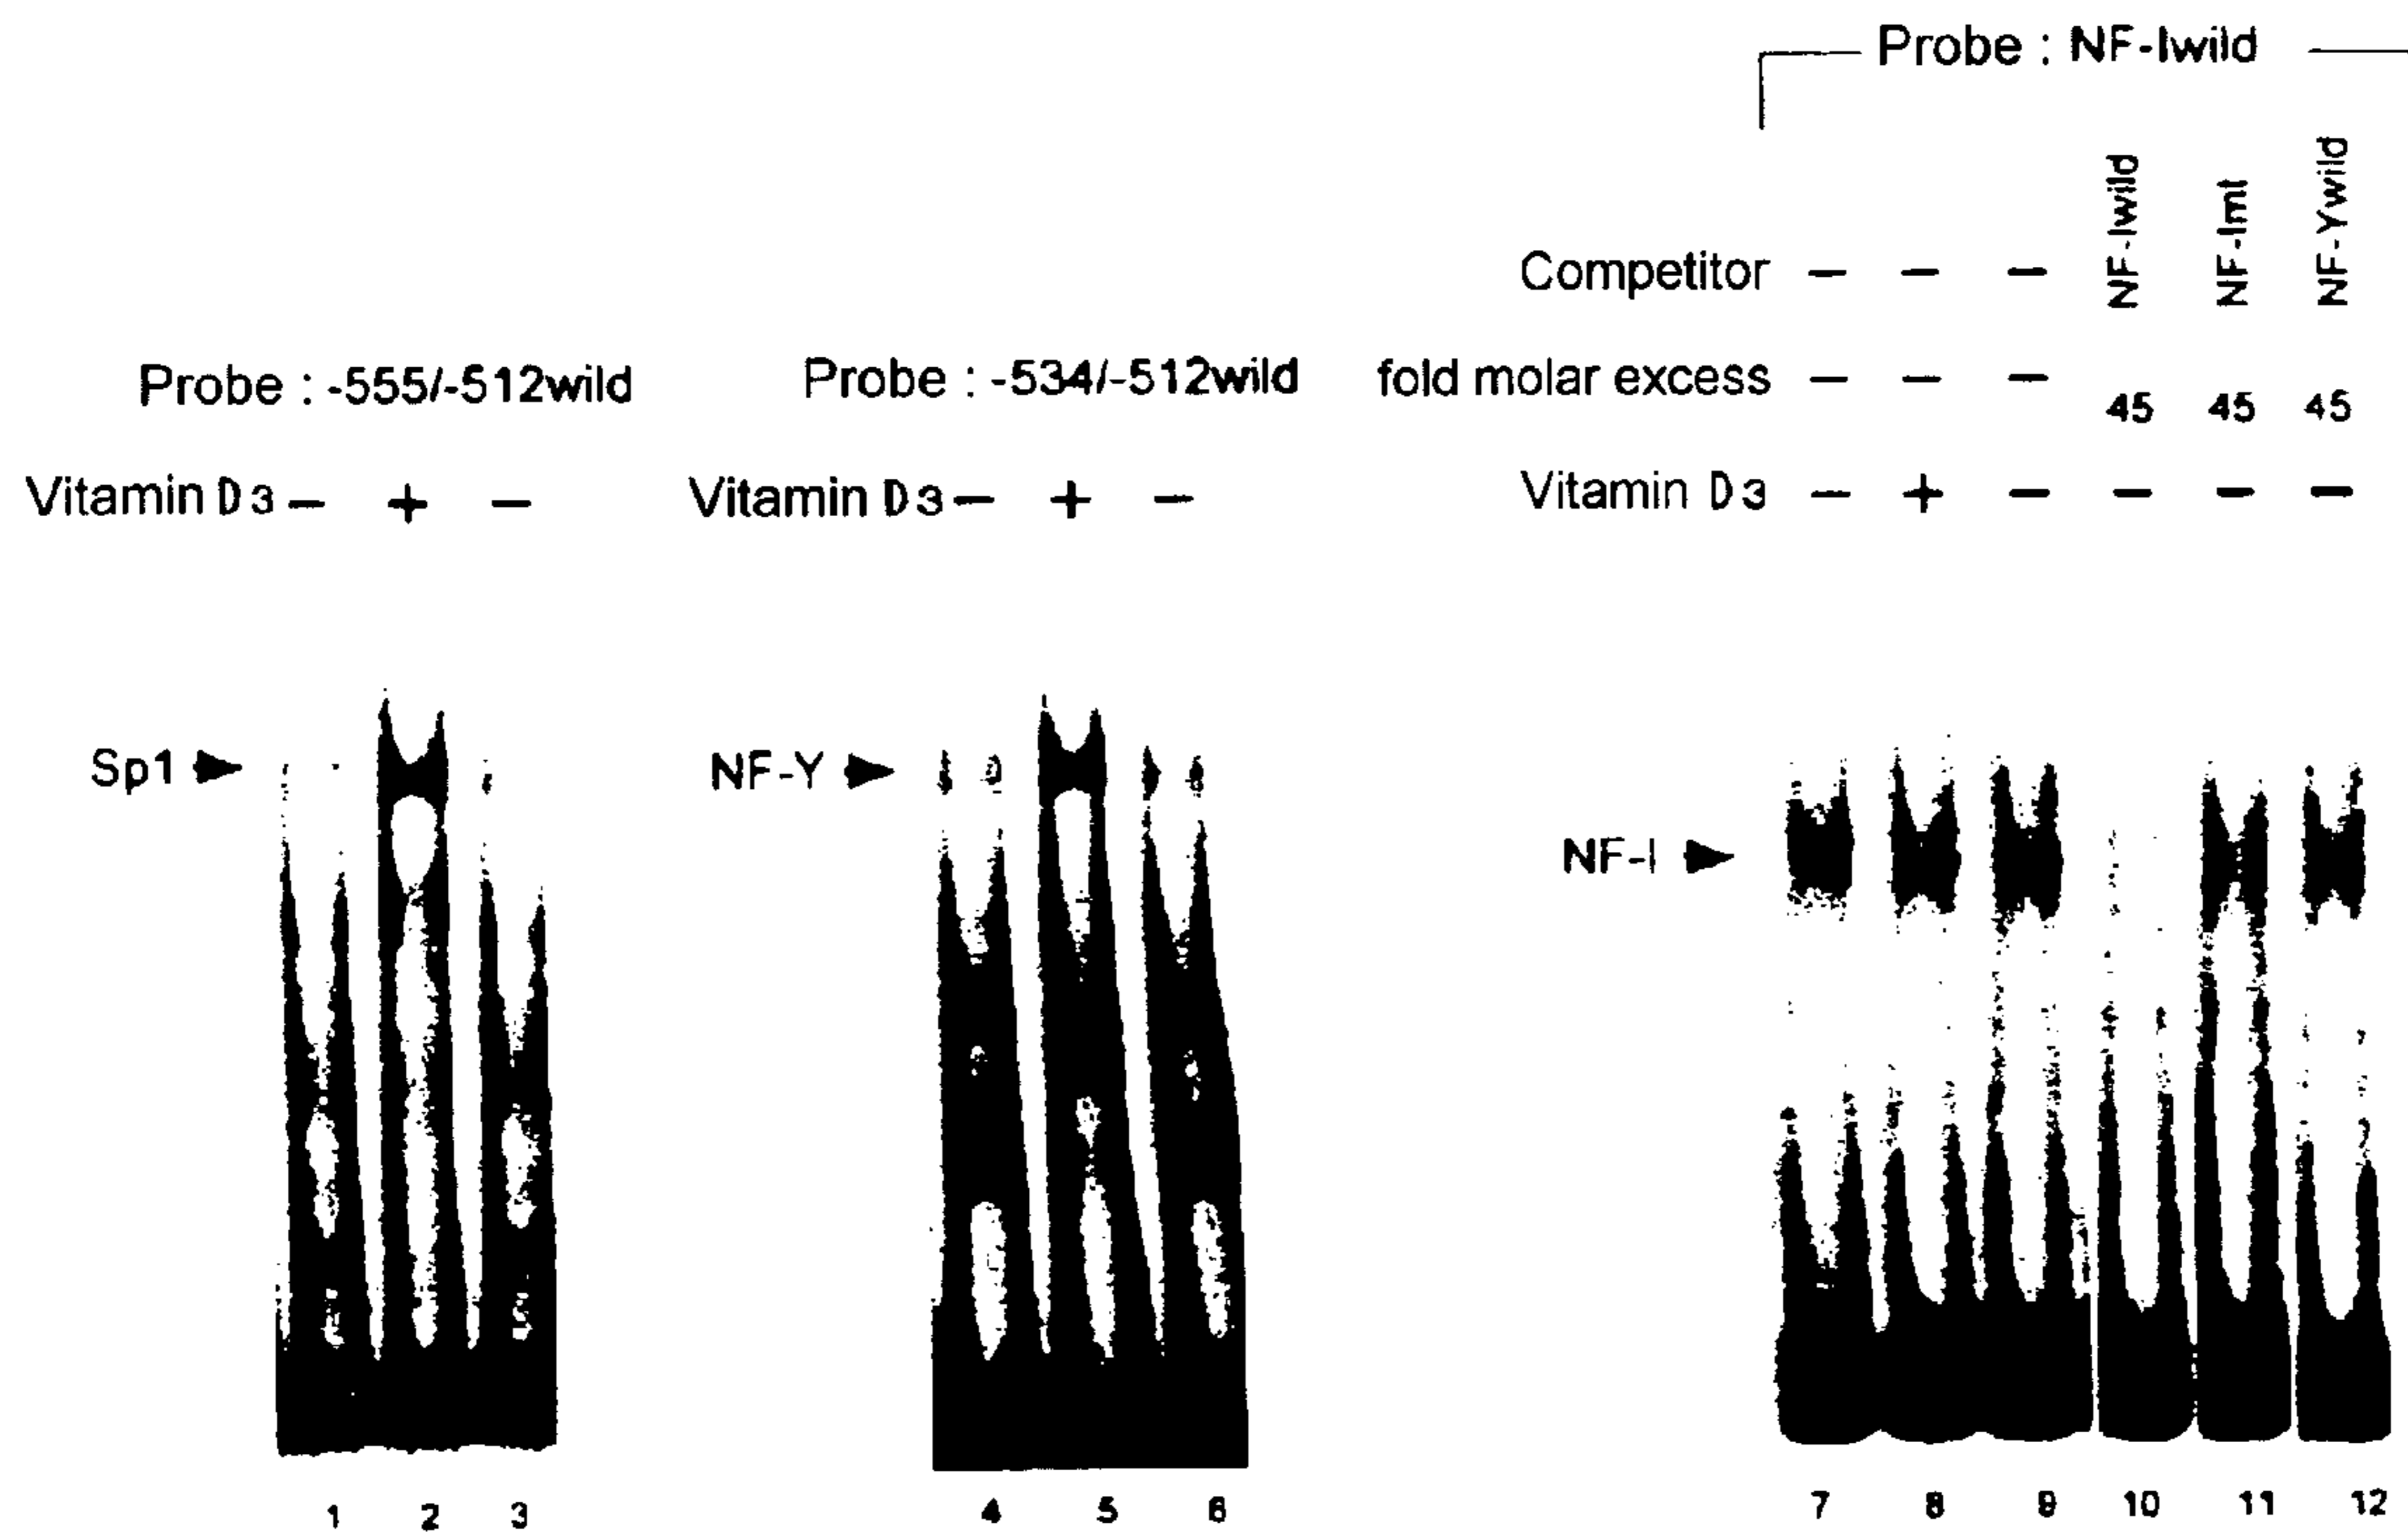 Probe : NF-Iwild
NF-Iwild NF-Imt NF-Ywild
Competitor – – –
fold molar excess – – – 45 45 45
Vitamin D3 – + – – – –
Probe : -555/-512wild
Vitamin D3 – + –
Probe : -534/-512wild
Vitamin D3 – + –
Sp1
NF-Y
NF-I
1 2 3
4 5 6
7 8 9 10 11 12